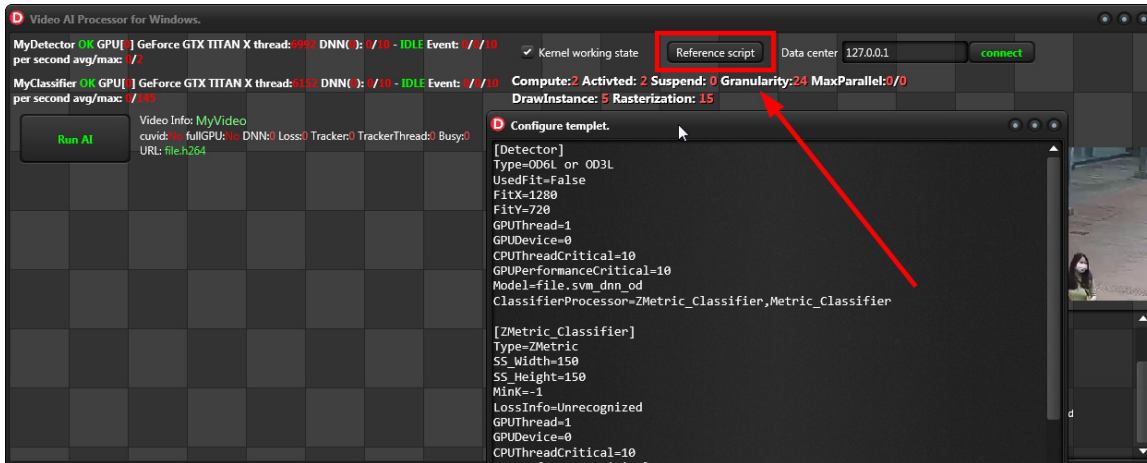 Video AI Processor for Windows.
MyDetector OK GPU[0] GeForce GTX TITAN X thread:6992 DNN(0): 0/10 - IDLE Event: 0/0/10
per second avg/max: 0/2
MyClassifier OK GPU[0] GeForce GTX TITAN X thread:6152 DNN(0): 0/10 - IDLE Event: 0/0/10
per second avg/max: 0/145
Run AI
Video Info: MyVideo
cuvid:No fullGPU:No DNN:0 Loss:0 Tracker:0 TrackerThread:0 Busy:0
URL: file.h264
Kernel working state
Reference script
Data center
127.0.0.1
connect
Compute:2 Activted: 2 Suspend: 0 Granularity:24 MaxParallel:0/0
DrawInstance: 5 Rasterization: 15
Configure templet.
[Detector]
Type=OD6L or OD3L
UsedFit=False
FitX=1280
FitY=720
GPUThread=1
GPUDevice=0
CPUThreadCritical=10
GPUPerformanceCritical=10
Model=file.svm_dnn_od
ClassifierProcessor=ZMetric_Classifier,Metric_Classifier
[ZMetric_Classifier]
Type=ZMetric
SS_Width=150
SS_Height=150
MinK=-1
LossInfo=Unrecognized
GPUThread=1
GPUDevice=0
CPUThreadCritical=10